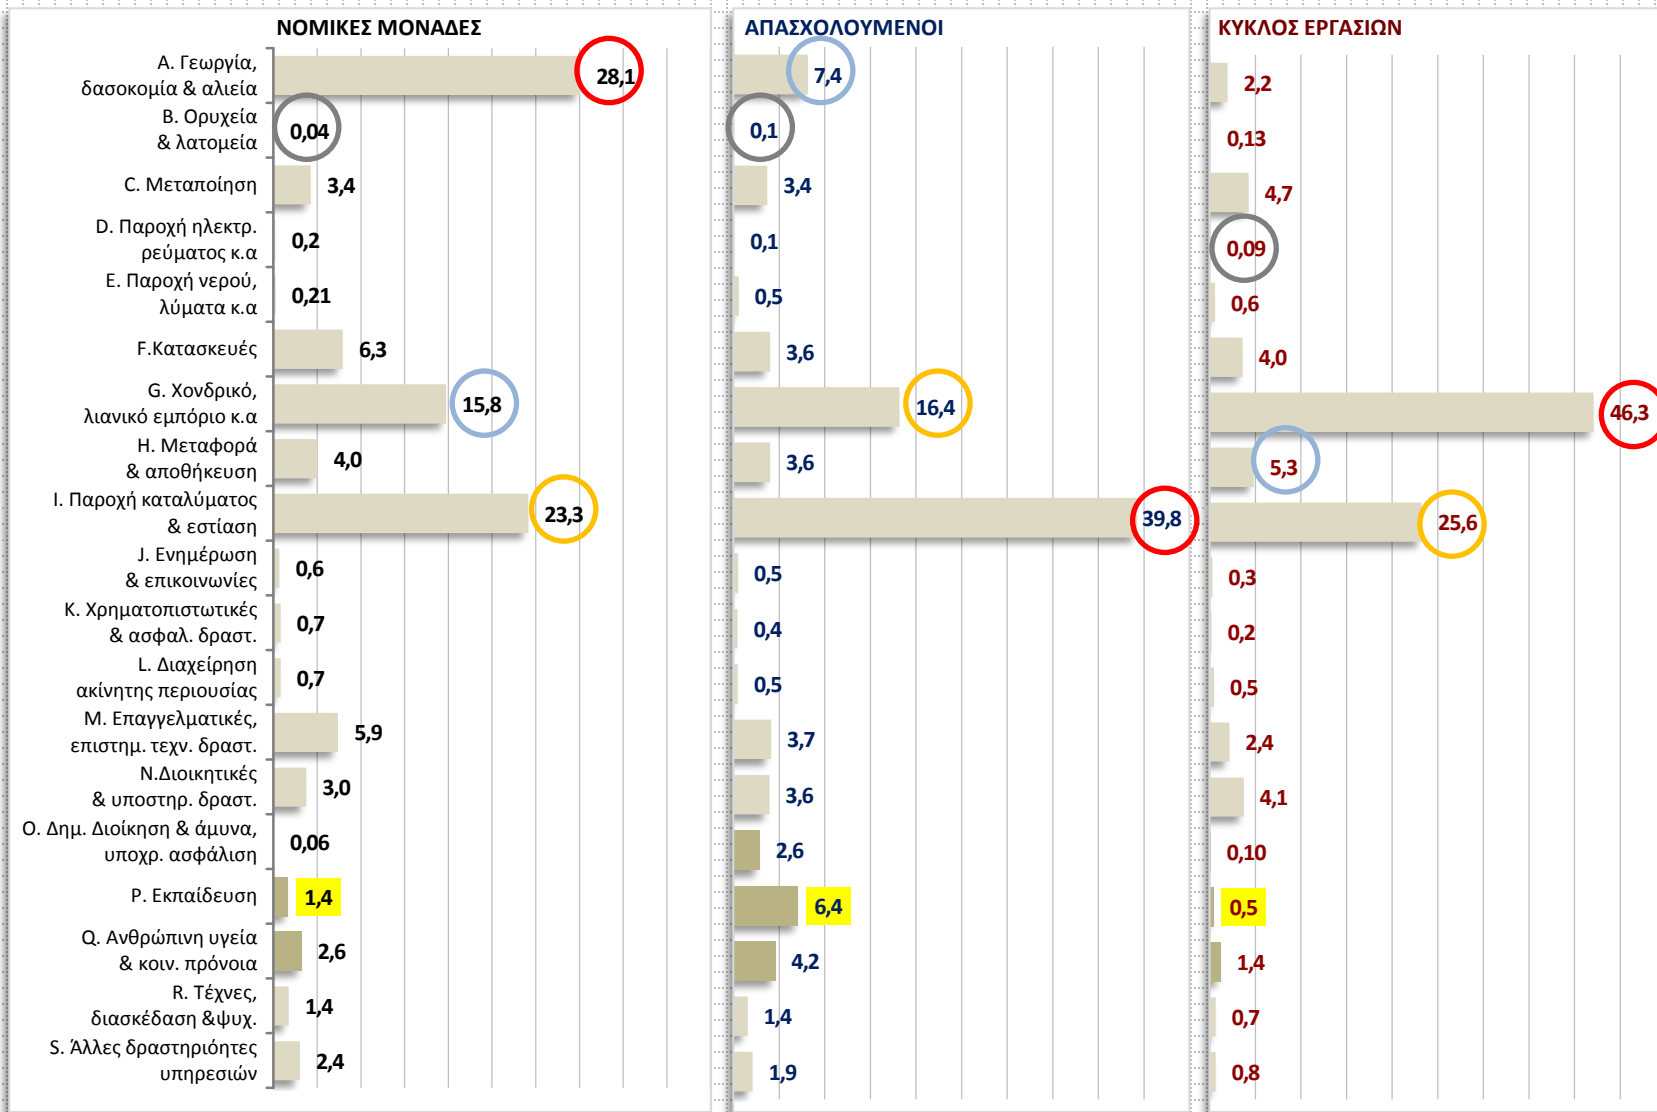 ΝΟΜΙΚΕΣ ΜΟΝΑΔΕΣ
ΑΠΑΣΧΟΛΟΥΜΕΝΟΙ
ΚΥΚΛΟΣ ΕΡΓΑΣΙΩΝ
A. Γεωργία,
δασοκομία & αλιεία
28,1
7,4
2,2
B. Ορυχεία
& λατομεία
0,04
0,1
0,13
C. Μεταποίηση
3,4
3,4
4,7
D. Παροχή ηλεκτρ.
ρεύματος κ.α
0,2
0,1
0,09
E. Παροχή νερού,
λύματα κ.α
0,21
0,5
0,6
F.Κατασκευές
6,3
3,6
4,0
G. Χονδρικό,
λιανικό εμπόριο κ.α
15,8
16,4
46,3
H. Μεταφορά
& αποθήκευση
4,0
3,6
5,3
I. Παροχή καταλύματος
& εστίαση
23,3
39,8
25,6
J. Ενημέρωση
& επικοινωνίες
0,6
0,5
0,3
K. Χρηματοπιστωτικές
& ασφαλ. δραστ.
0,7
0,4
0,2
L. Διαχείρηση
ακίνητης περιουσίας
0,7
0,5
0,5
M. Επαγγελματικές,
επιστημ. τεχν. δραστ.
5,9
3,7
2,4
N.Διοικητικές
& υποστηρ. δραστ.
3,0
3,6
4,1
O. Δημ. Διοίκηση & άμυνα,
υποχρ. ασφάλιση
0,06
2,6
0,10
P. Εκπαίδευση
1,4
6,4
0,5
Q. Ανθρώπινη υγεία
& κοιν. πρόνοια
2,6
4,2
1,4
R. Τέχνες,
διασκέδαση &ψυχ.
1,4
1,4
0,7
S. Άλλες δραστηριόητες
υπηρεσιών
2,4
1,9
0,8